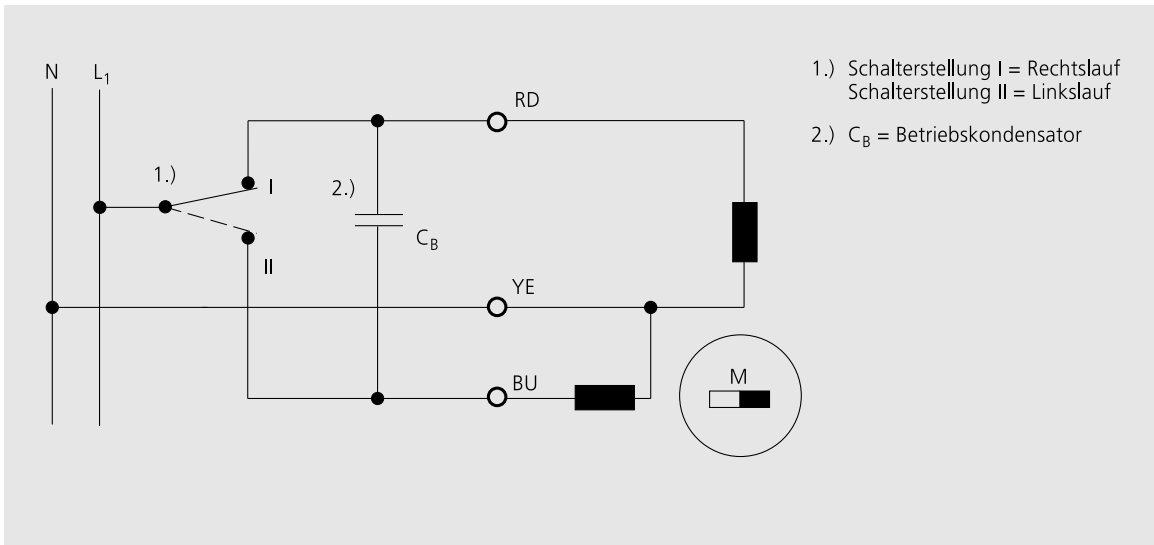 N
L1
RD
1.) Schalterstellung I = Rechtslauf
Schalterstellung II = Linkslauf
2.) CB = Betriebskondensator
1.)
I
2.)
CB
II
YE
BU
M